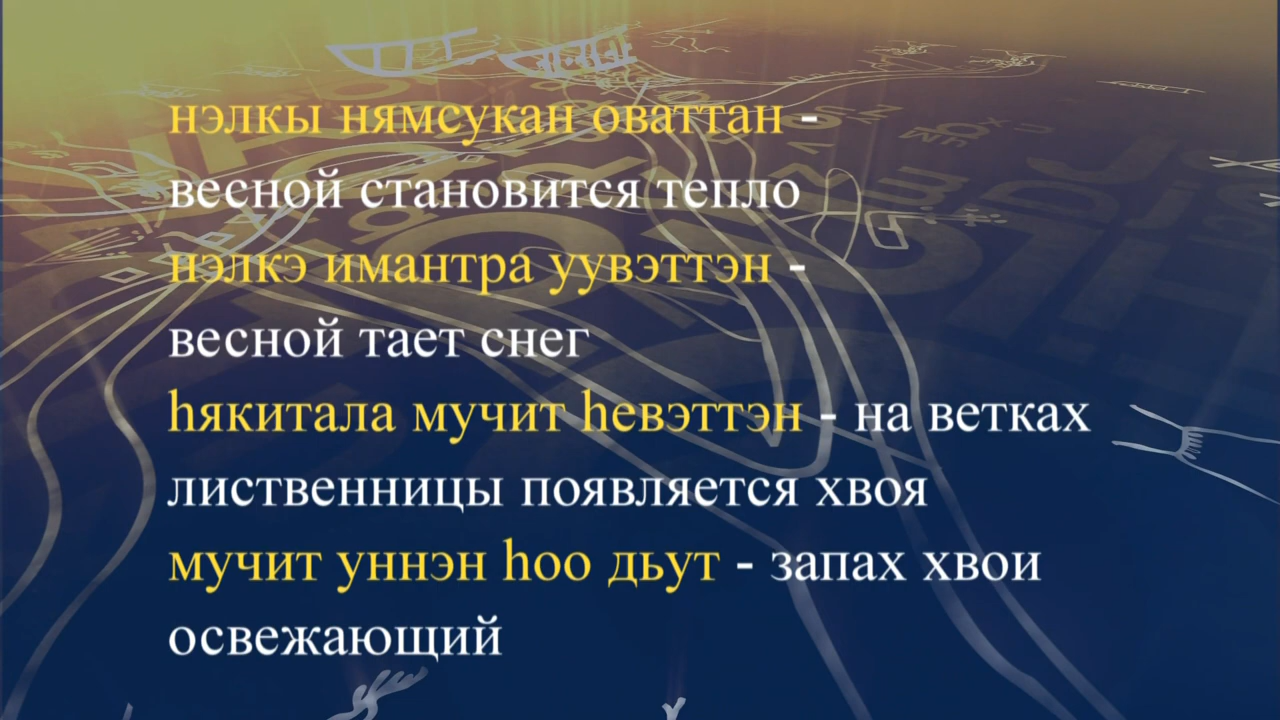 нэлкы нямсукан оваттан -
весной становится тепло
нэлкэ имантра уувэттэн -
весной тает снег
һякитала мучит һевэттэн - на ветках
лиственницы появляется хвоя
мучит уннэн һоо дьут - запах хвои
освежающий